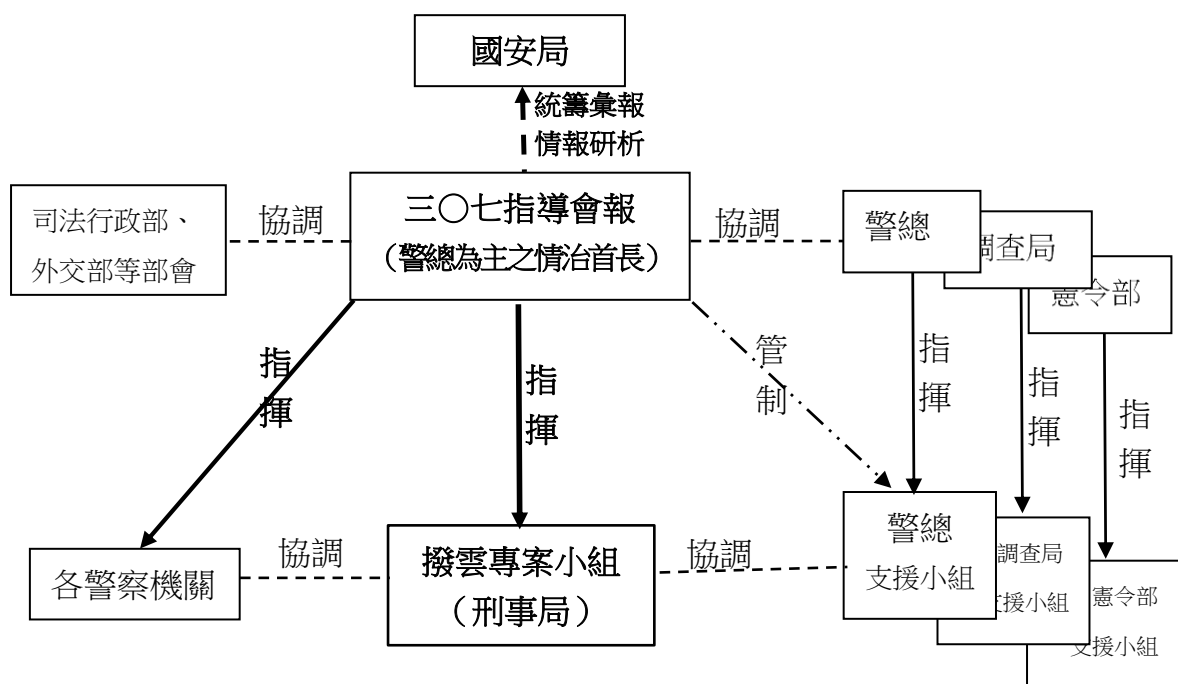 國安局
統籌彙報
情報研析
司法行政部、
外交部等部會
協調
三〇七指導會報
(警總為主之情治首長)
協調
警總
調查局
憲令部
指
揮
指
揮
管
制
指
揮
指
揮
指
揮
各警察機關
協調
撥雲專案小組
(刑事局)
協調
警總
支援小組
調查局
支援小組
憲令部
支援小組